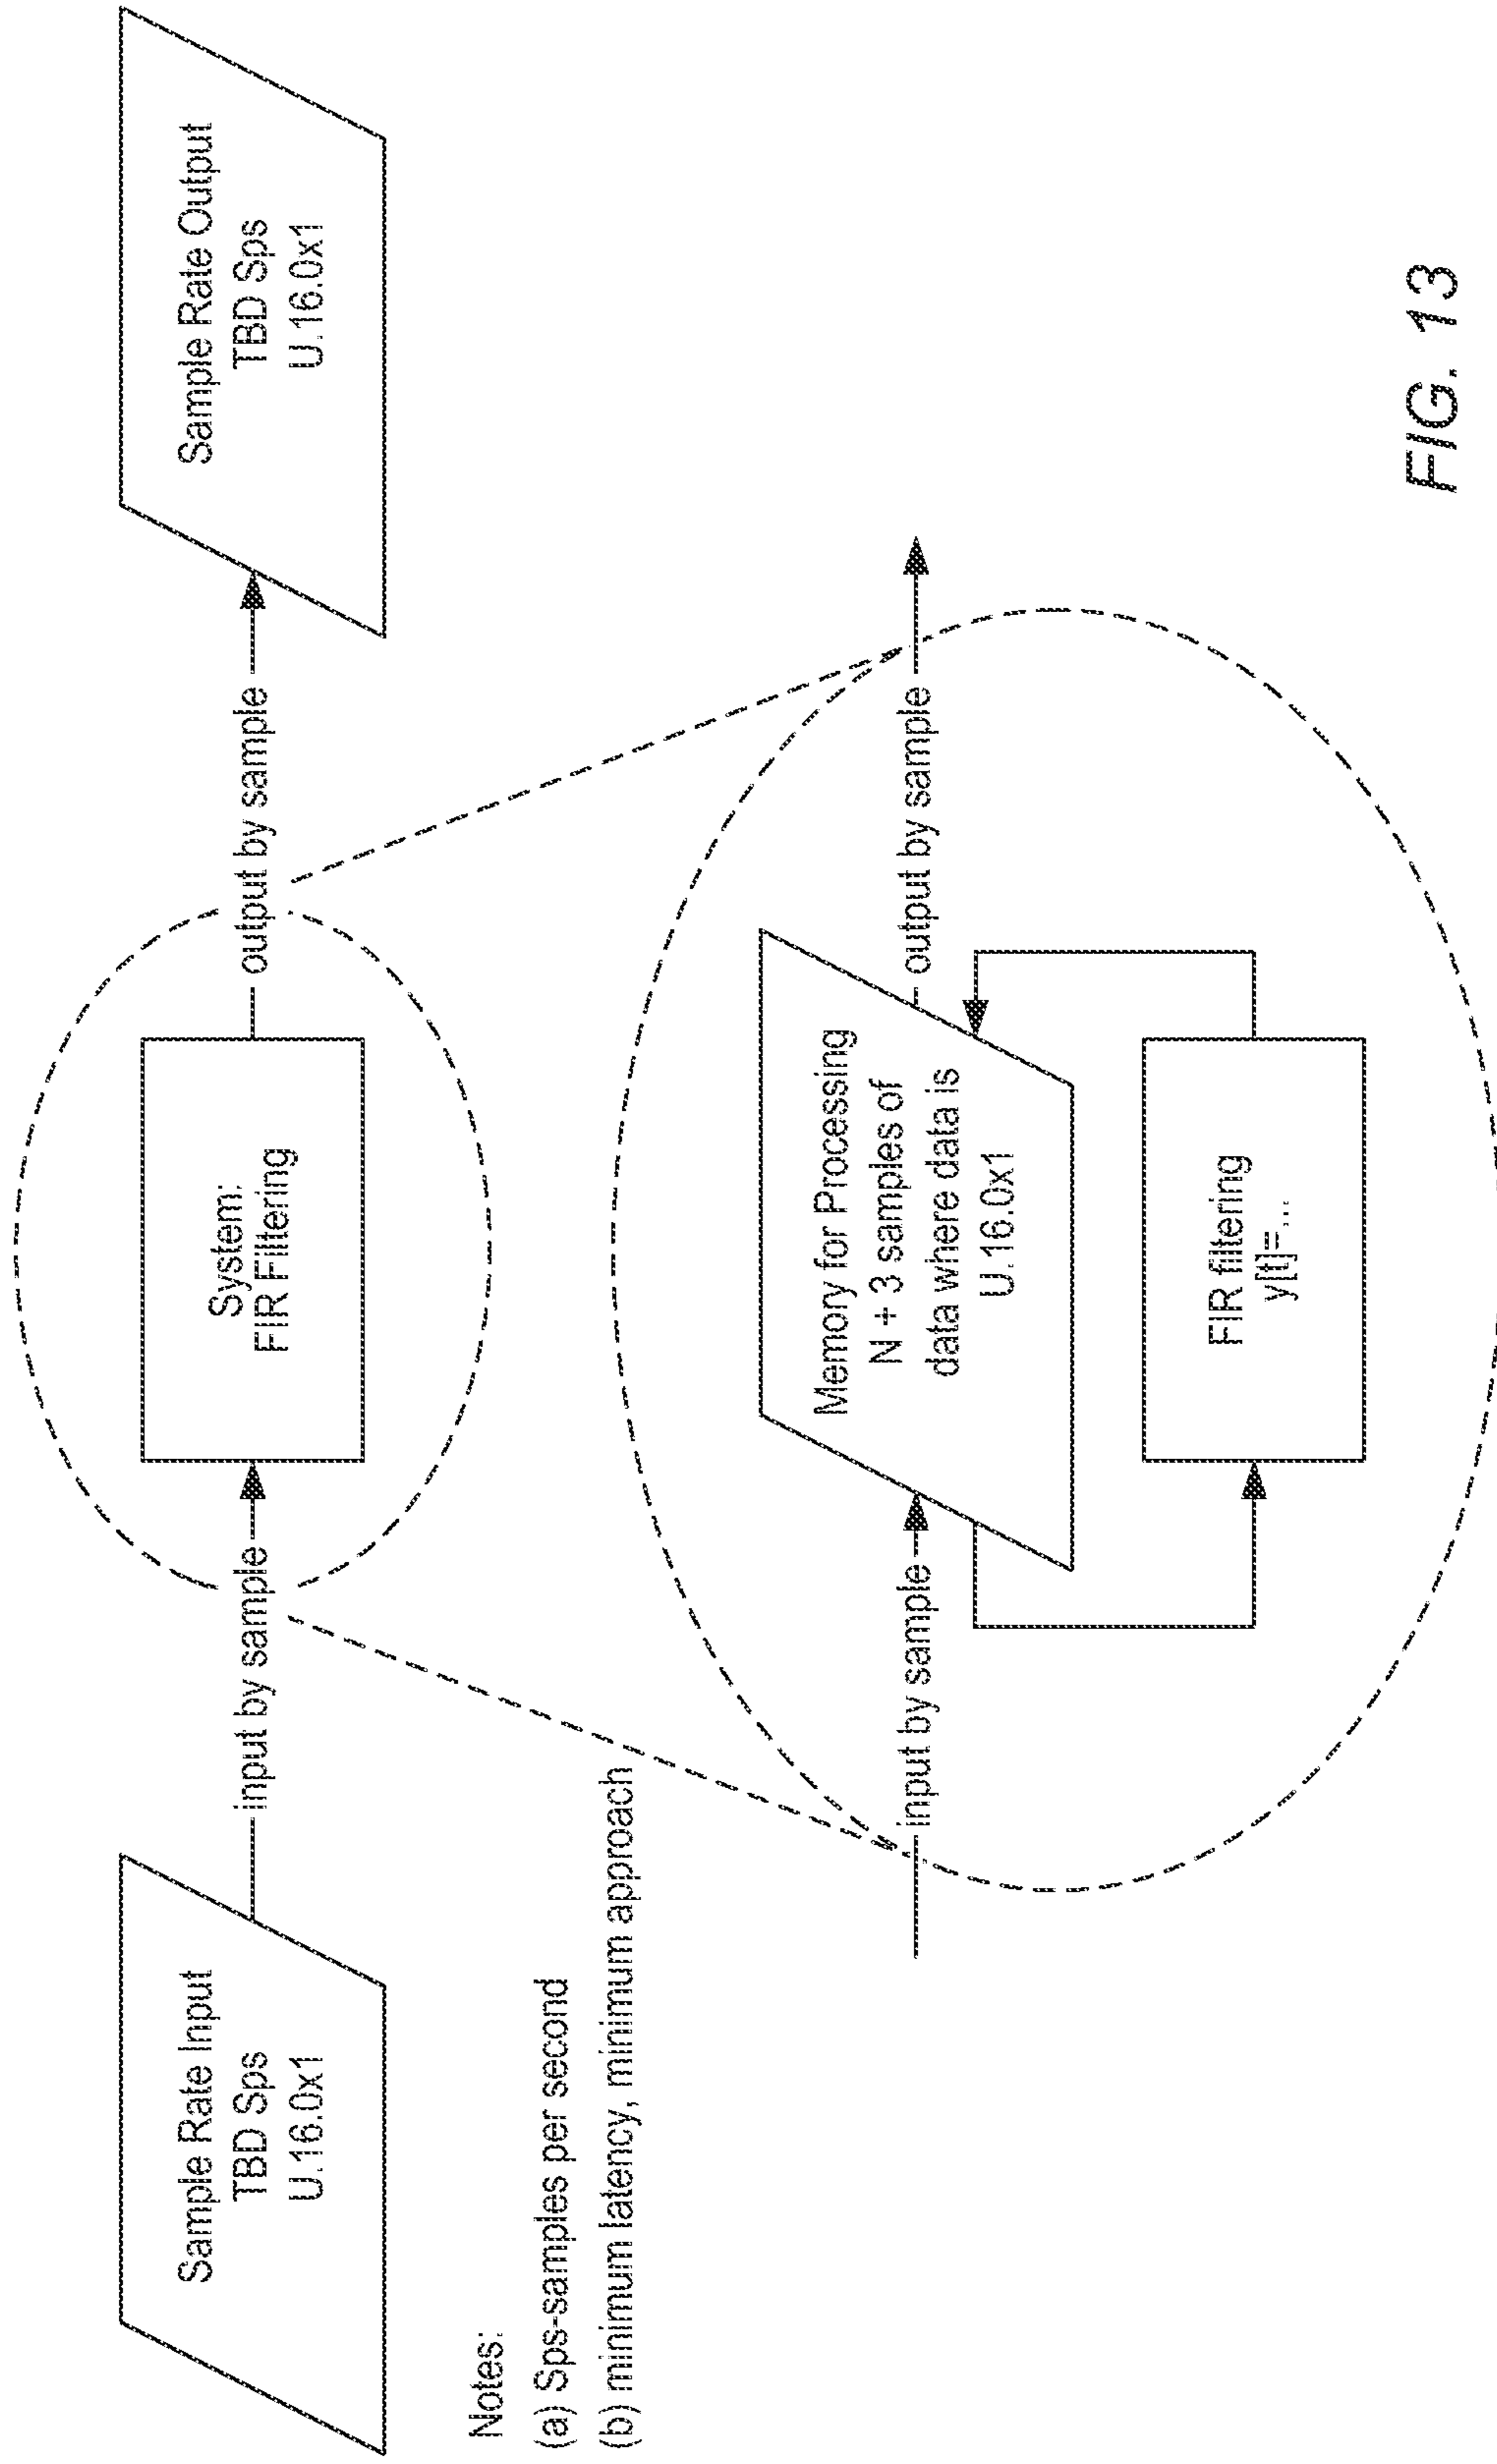 Sample Rate Input
TBD Sps
U.16.0x1
input by sample
System:
FIR Filtering
output by sample
Sample Rate Output
TBD Sps
U.16.0x1
Notes:
(a) Sps-samples per second
(b) minimum latency, minimum approach
input by sample
Memory for Processing
N + 3 samples of
data where data is
U.16.0x1
output by sample
FIR filtering
y[t]=...
FIG. 13